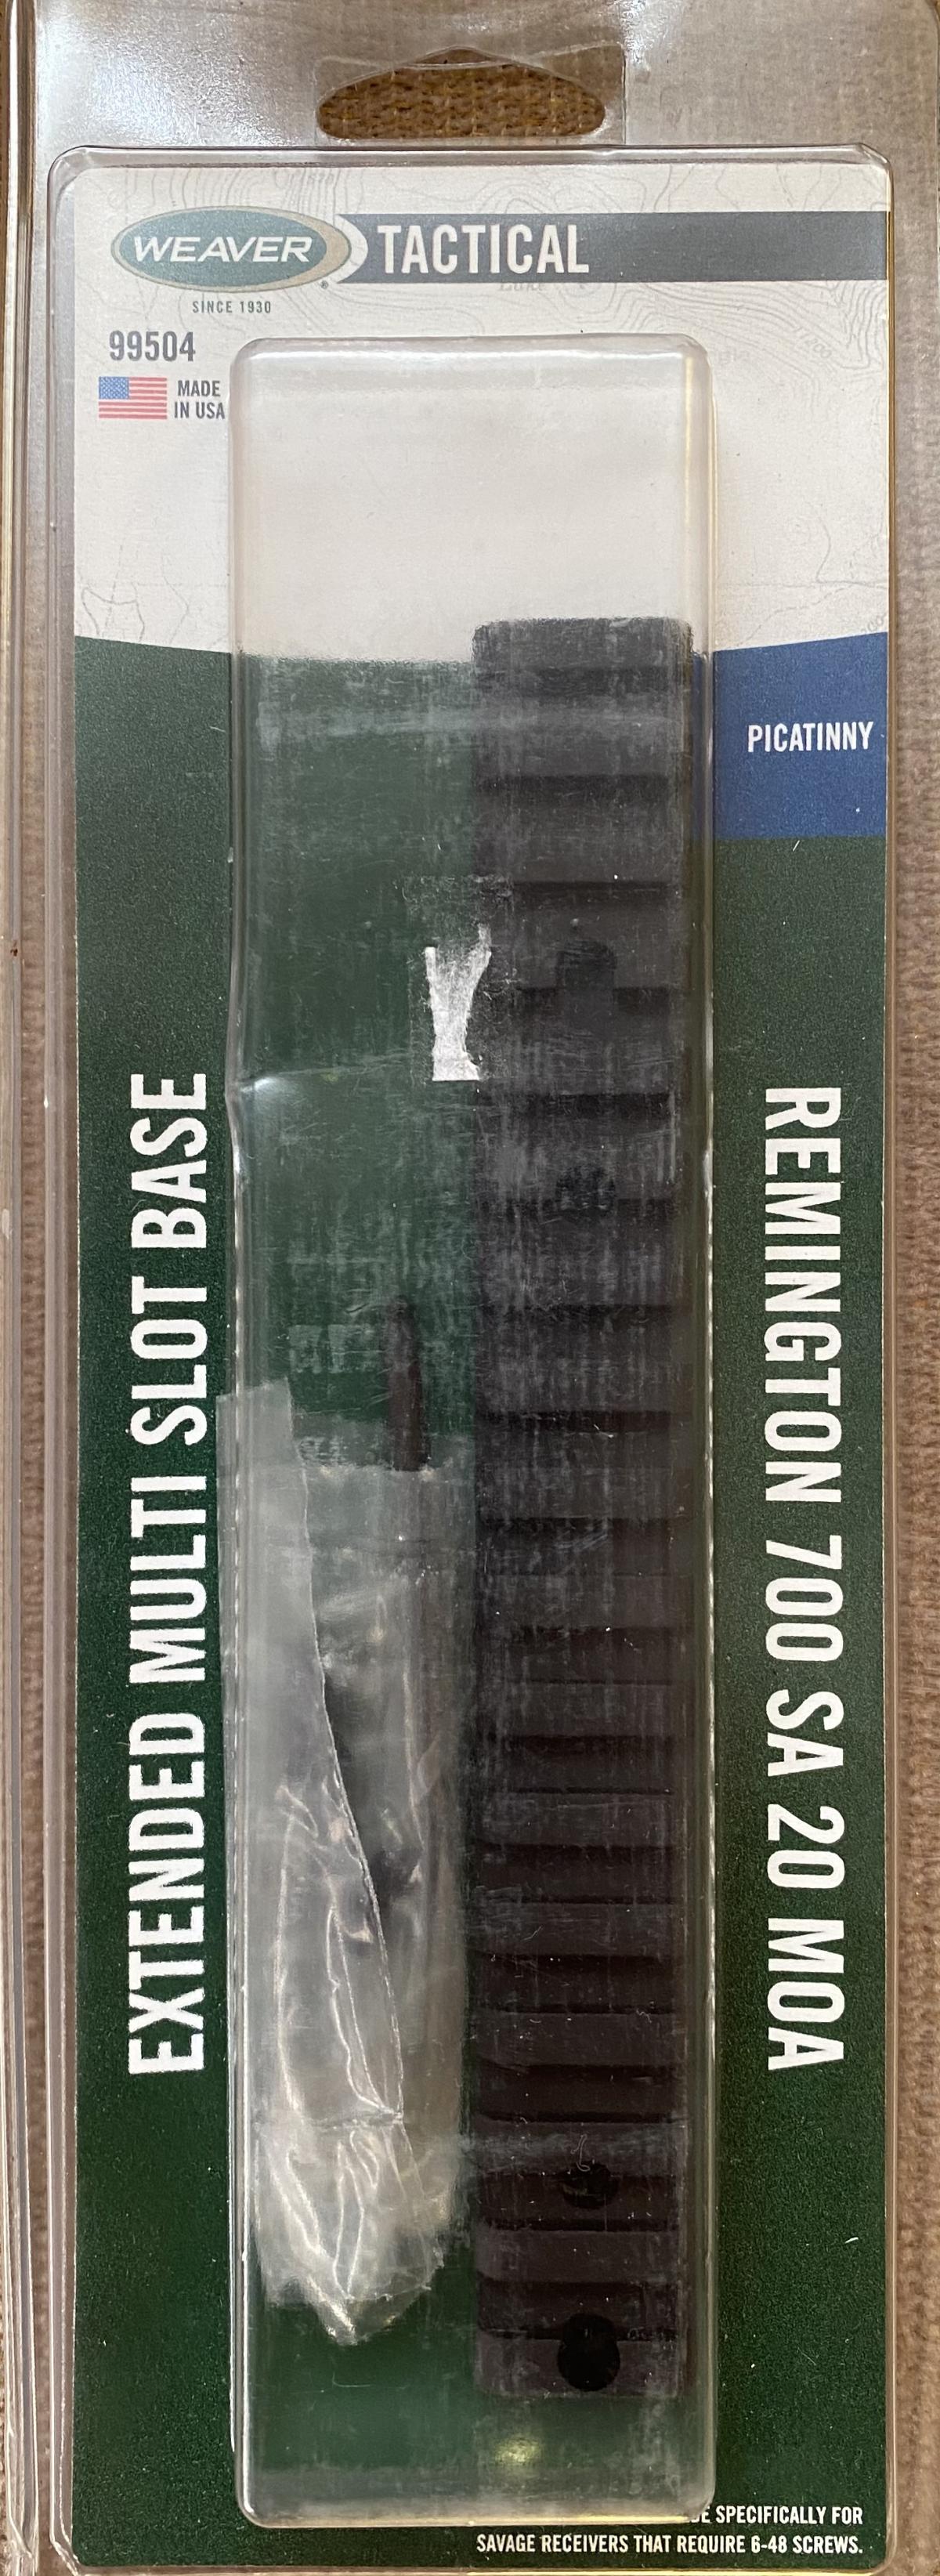 WEAVER
TACTICAL
SINCE 1930
99504
MADE
IN USA
PICATINNY
EXTENDED MULTI SLOT BASE
REMINGTON 700 SA 20 MOA
SPECIFICALLY FOR
SAVAGE RECEIVERS THAT REQUIRE 6-48 SCREWS.